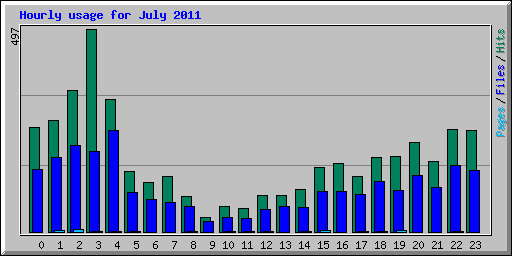 Hourly usage for July 2011
497
Pages/Files/Hits
0 1 2 3 4 5 6 7 8 9 10 11 12 13 14 15 16 17 18 19 20 21 22 23